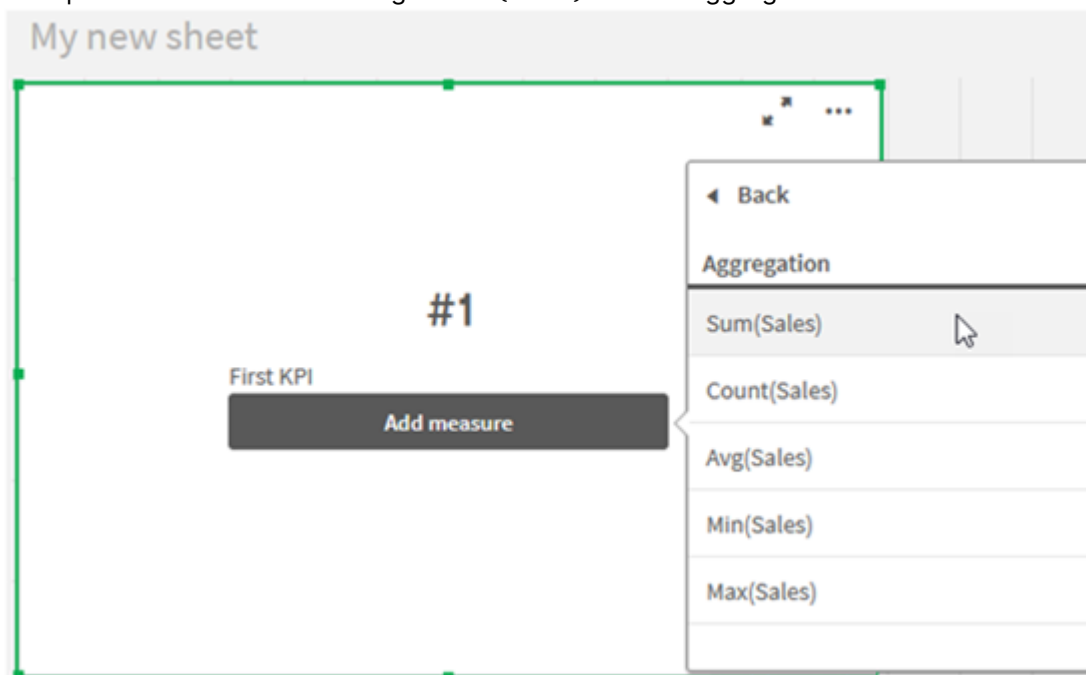 My new sheet
Back
Aggregation
#1
Sum(Sales)
First KPI
Count(Sales)
Add measure
Avg(Sales)
Min(Sales)
Max(Sales)